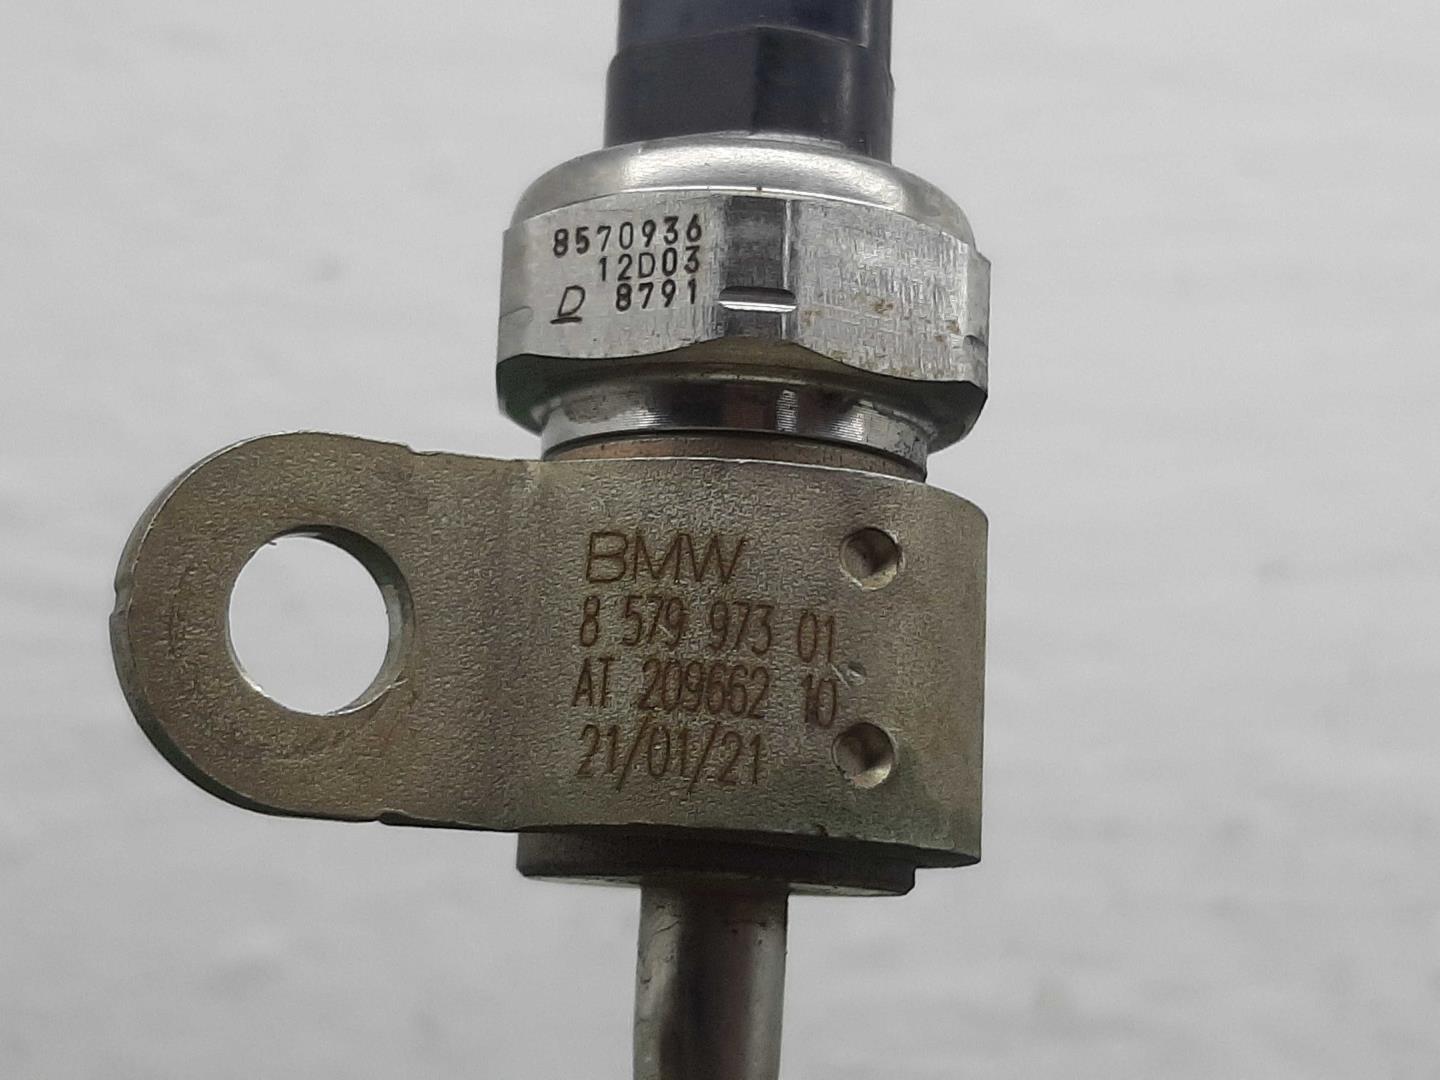 8570936
12D03
D 8791
BMW
8 579 973 01
AT 209662 10
21/01/21